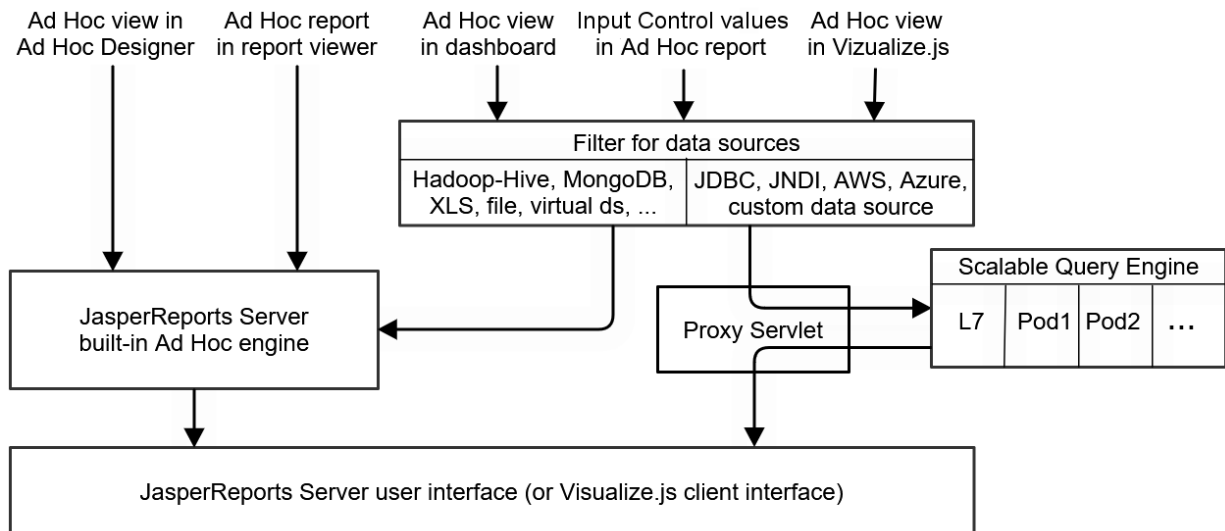 Ad Hoc view in
Ad Hoc Designer
Ad Hoc report
in report viewer
Ad Hoc view
in dashboard
Input Control values
in Ad Hoc report
Ad Hoc view
in Vizualize.js
Filter for data sources
Hadoop-Hive, MongoDB,
XLS, file, virtual ds, ...
JDBC, JNDI, AWS, Azure,
custom data source
Scalable Query Engine
L7
Pod1
Pod2
...
JasperReports Server
built-in Ad Hoc engine
Proxy Servlet
JasperReports Server user interface (or Visualize.js client interface)